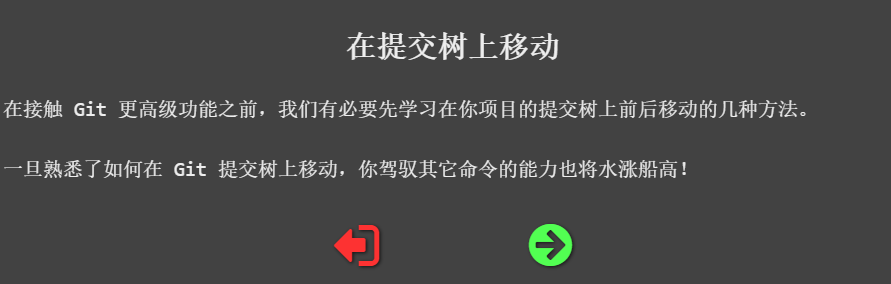 在提交树上移动
在接触 Git 更高级功能之前，我们有必要先学习在你项目的提交树上前后移动的几种方法。
一旦熟悉了如何在 Git 提交树上移动，你驾驭其它命令的能力也将水涨船高！